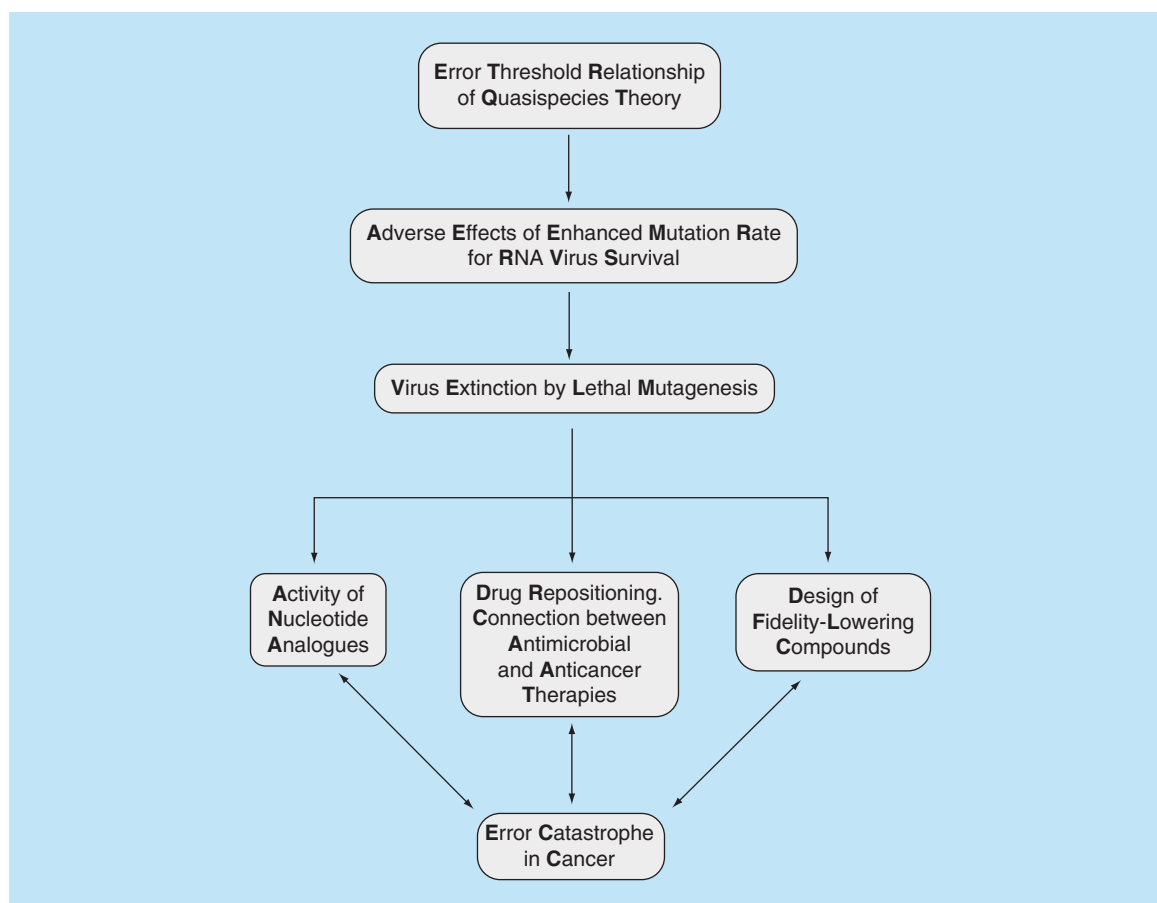 Error Threshold Relationship
of Quasispecies Theory
Adverse Effects of Enhanced Mutation Rate
for RNA Virus Survival
Virus Extinction by Lethal Mutagenesis
Activity of
Nucleotide
Analogues
Drug Repositioning.
Connection between
Antimicrobial
and Anticancer
Therapies
Design of
Fidelity-Lowering
Compounds
Error Catastrophe
in Cancer